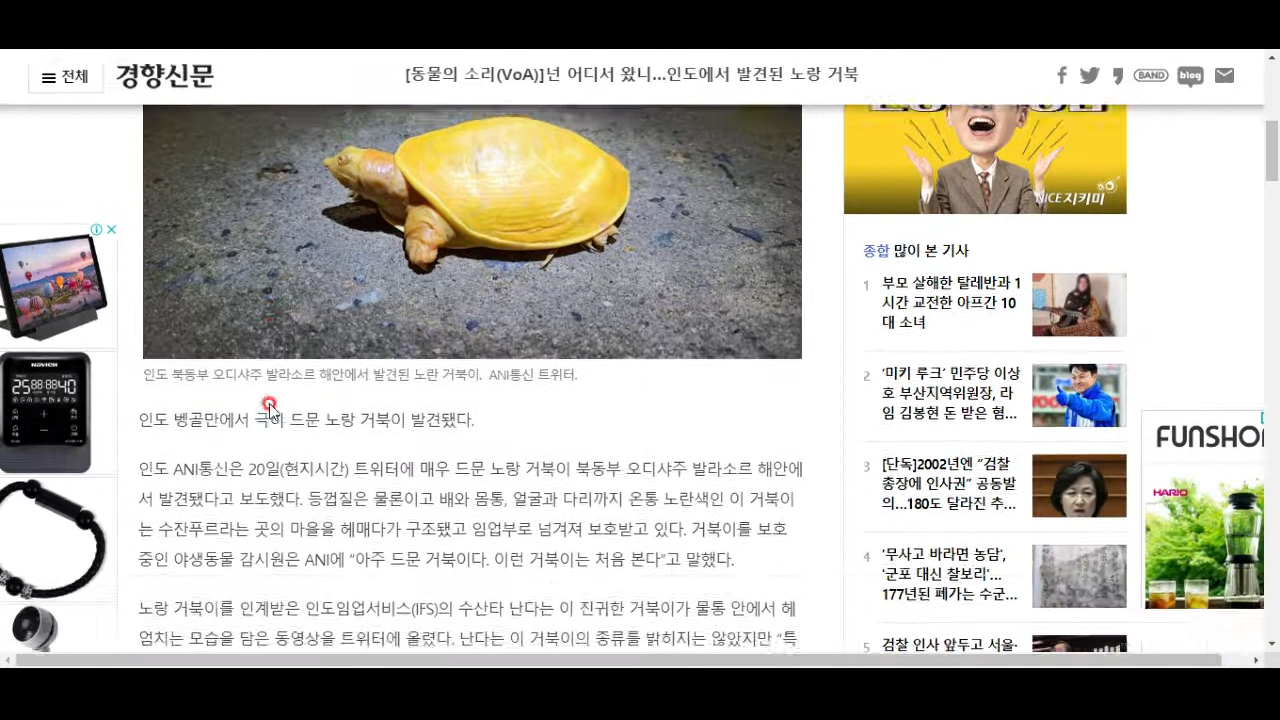 전체
경향신문
[동물의 소리(VoA)]넌 어디서 왔니...인도에서 발견된 노랑 거북
BAND
blog
NICE지키미
인도 북동부 오디샤주 발라소르 해안에서 발견된 노란 거북이. ANI통신 트위터.
인도 벵골만에서 극히 드문 노랑 거북이 발견됐다.
인도 ANI통신은 20일(현지시간) 트위터에 매우 드문 노랑 거북이 북동부 오디샤주 발라소르 해안에
서 발견됐다고 보도했다. 등껍질은 물론이고 배와 몸통, 얼굴과 다리까지 온통 노란색인 이 거북이
는 수잔푸르라는 곳의 마을을 헤매다가 구조됐고 임업부로 넘겨져 보호받고 있다. 거북이를 보호
중인 야생동물 감시원은 ANI에 “아주 드문 거북이다. 이런 거북이는 처음 본다”고 말했다.
노랑 거북이를 인계받은 인도임업서비스(IFS)의 수산타 난다는 이 진귀한 거북이가 물통 안에서 헤
엄치는 모습을 담은 동영상을 트위터에 올렸다. 난다는 이 거북이의 종류를 밝히지는 않았지만 “특
종합 많이 본 기사
1
부모 살해한 탈레반과 1
시간 교전한 아프간 10
대 소녀
2
‘미키 루크’ 민주당 이상
호 부산지역위원장, 라
임 김봉현 돈 받은 혐...
3
[단독]2002년엔 “검찰
총장에 인사권” 공동발
의...180도 달라진 추...
4
'무사고 바라면 농담',
'군포 대신 찰보리'...
177년된 폐가는 수군...
5
검찰 인사 앞두고 서울·
NAVICH
25 88:88 40
FUNSHO
HARIO